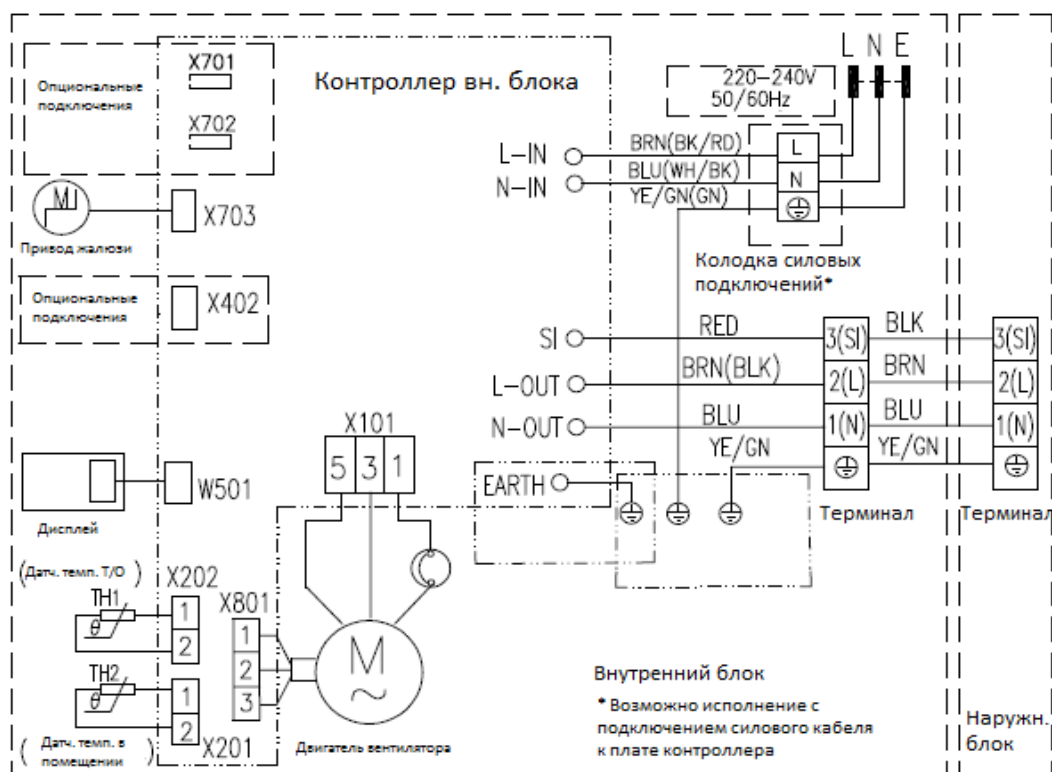 Опциональные
подключения
X701
X702
Контроллер вн. блока
L N E
220–240V
50/60Hz
L–IN
BRN(BK/RD)
L
N–IN
BLU(WH/BK)
N
YE/GN(GN)
M
X703
Привод жалюзи
Колодка силовых
подключений*
Опциональные
подключения
X402
SI
RED
3(SI)
BLK
3(SI)
L–OUT
BRN(BLK)
2(L)
BRN
2(L)
N–OUT
BLU
1(N)
BLU
1(N)
YE/GN
YE/GN
X101
5 3 1
EARTH
Терминал
Терминал
W501
Дисплей
(Датч. темп. Т/О)
X202
TH1
θ
1
2
X801
1
2
3
M
~
TH2
θ
1
2
X201
(Датч. темп. в
помещении)
Двигатель вентилятора
Внутренний блок
* Возможно исполнение с
подключением силового кабеля
к плате контроллера
Наружн.
блок